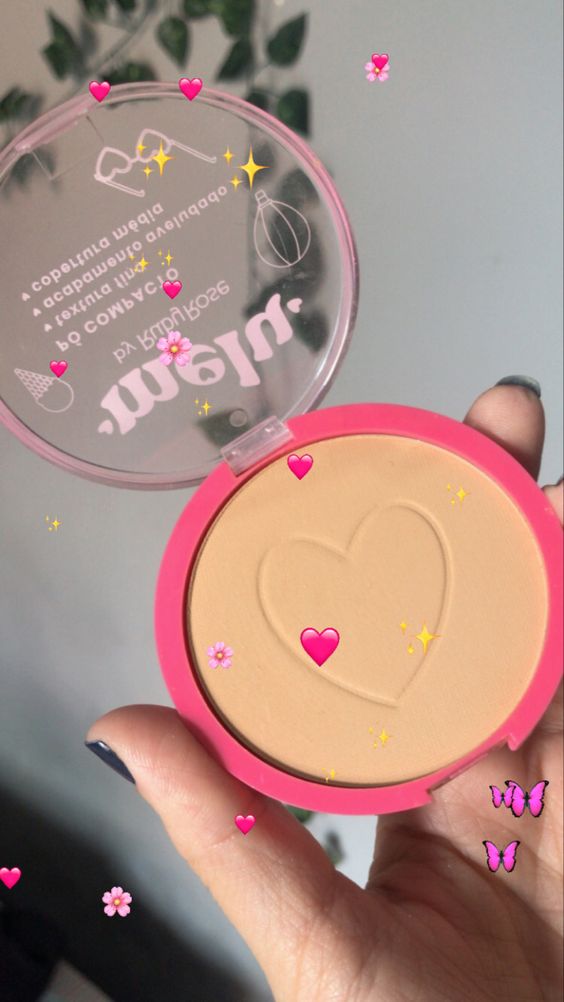 melu
by RubyRose
PÓ COMPACTO
textura fina
acabamento aveludado
cobertura média